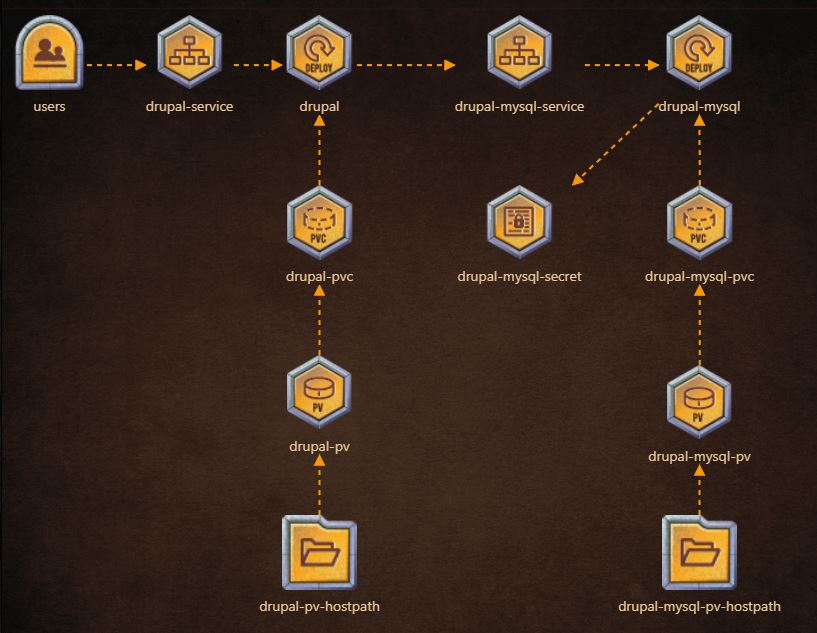 DEPLOY
DEPLOY
users
drupal-service
drupal
drupal-mysql-service
drupal-mysql
PVC
PVC
drupal-pvc
drupal-mysql-secret
drupal-mysql-pvc
PV
PV
drupal-pv
drupal-mysql-pv
drupal-pv-hostpath
drupal-mysql-pv-hostpath